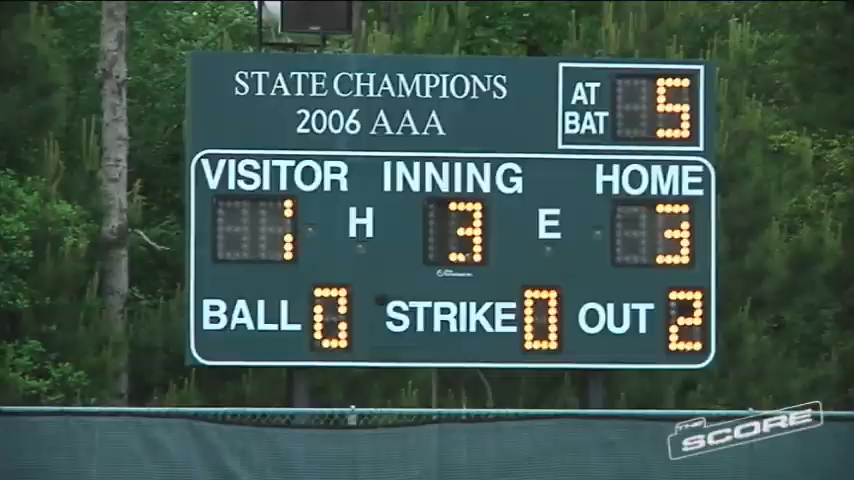 STATE CHAMPIONS
2006 AAA
AT BAT 5
VISITOR INNING HOME
1 H 3 E 3
BALL 0 STRIKE 0 OUT 2
THE SCORE